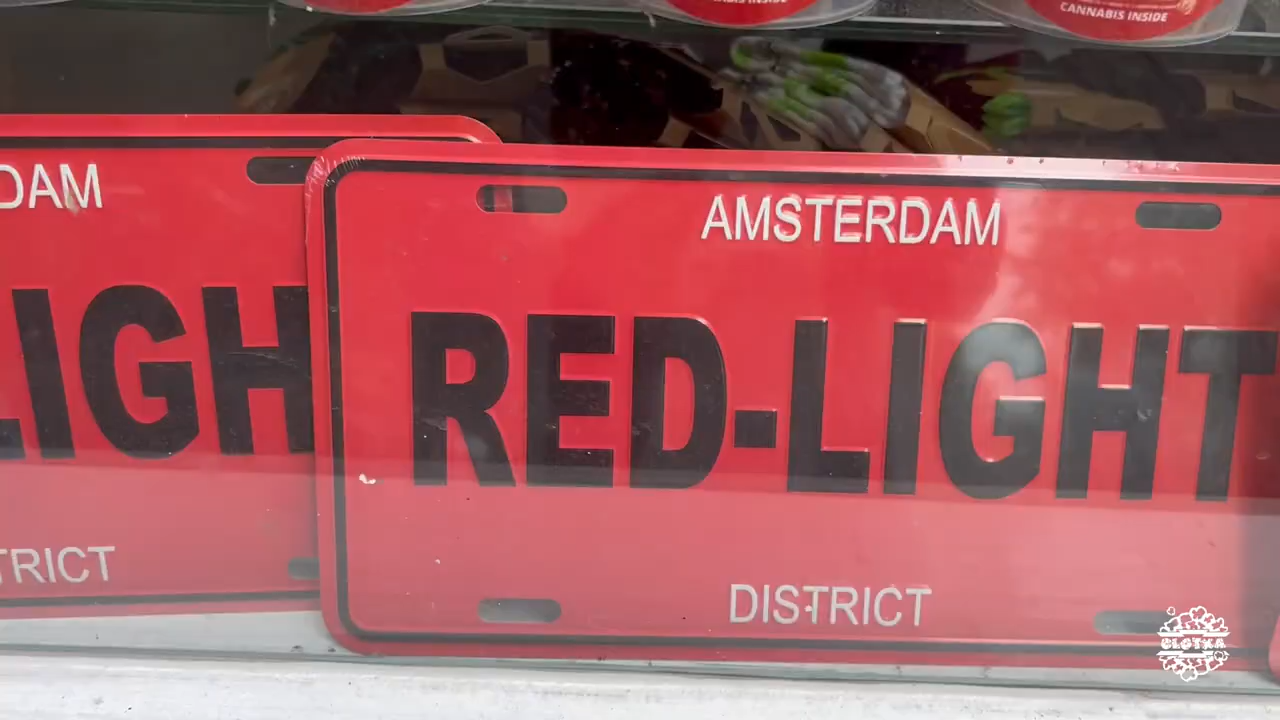 CANNABIS INSIDE
DAM
LIGH
TRICT
AMSTERDAM
RED-LIGHT
DISTRICT
CLOTKA